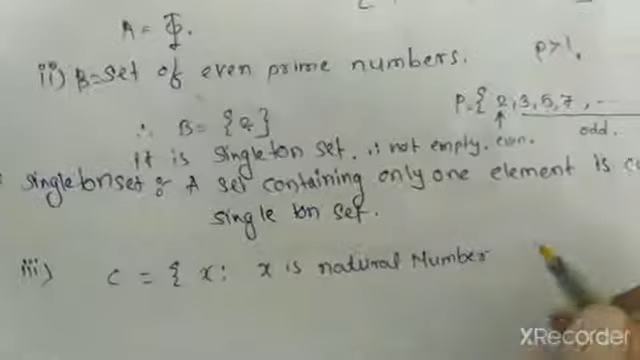 A = Φ.
ii) B = set of even prime numbers.
p>1.
P = { 2, 3, 5, 7, ---
∴ B = {2}
odd.
It is singleton set. ∴ not empty. even.
singleton set : A set containing only one element is
single ton set.
iii) C = { x : x is natural Number
XRecorder